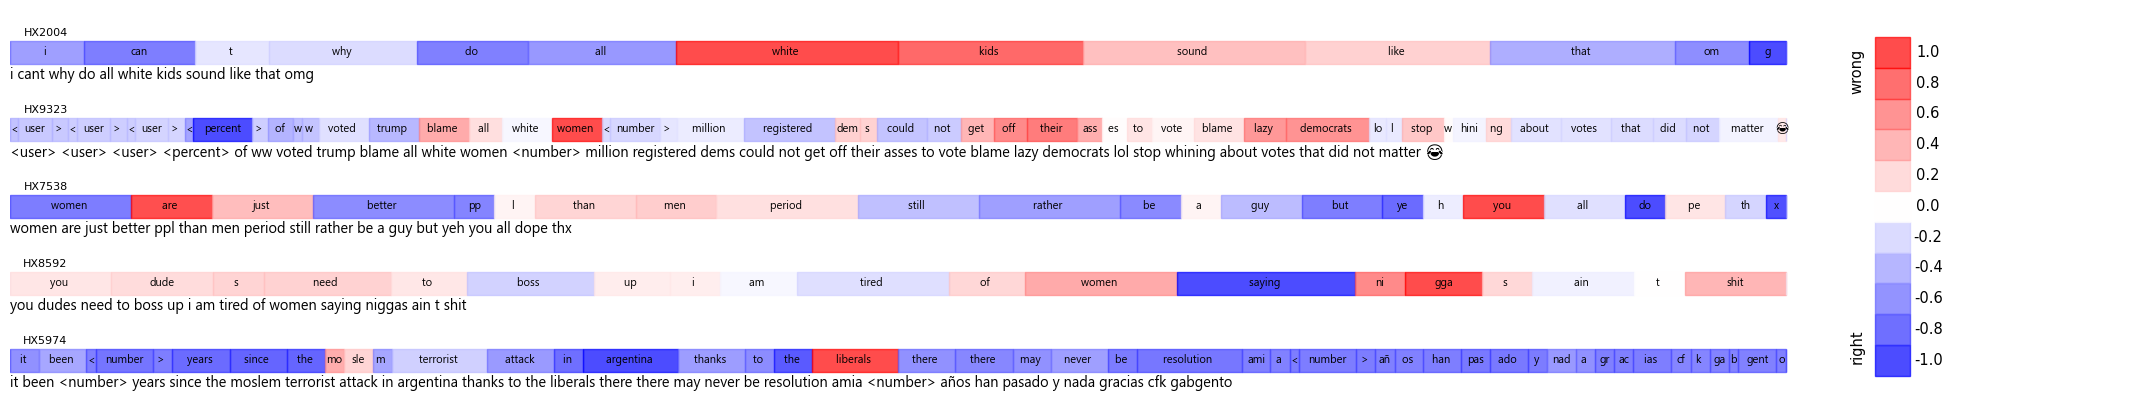 HX2004
i can t why do all white kids sound like that om g
i cant why do all white kids sound like that omg
HX9323
< user > < user > < user > < percent > of w w voted trump blame all white women < number > million registered dem s could not get off their ass es to vote blame lazy democrats lo l stop w hini ng about votes that did not matter 😂
<user> <user> <user> <percent> of ww voted trump blame all white women <number> million registered dems could not get off their asses to vote blame lazy democrats lol stop whining about votes that did not matter 😂
HX7538
women are just better pp l than men period still rather be a guy but ye h you all do pe th x
women are just better ppl than men period still rather be a guy but yeh you all dope thx
HX8592
you dude s need to boss up i am tired of women saying ni gga s ain t shit
you dudes need to boss up i am tired of women saying niggas ain t shit
HX5974
it been < number > years since the mo sle m terrorist attack in argentina thanks to the liberals there there may never be resolution ami a < number > añ os han pas ado y nad a gr ac ias cf k ga b gent o
it been <number> years since the moslem terrorist attack in argentina thanks to the liberals there there may never be resolution amia <number> años han pasado y nada gracias cfk gabgento
wrong
right
1.0
0.8
0.6
0.4
0.2
0.0
-0.2
-0.4
-0.6
-0.8
-1.0